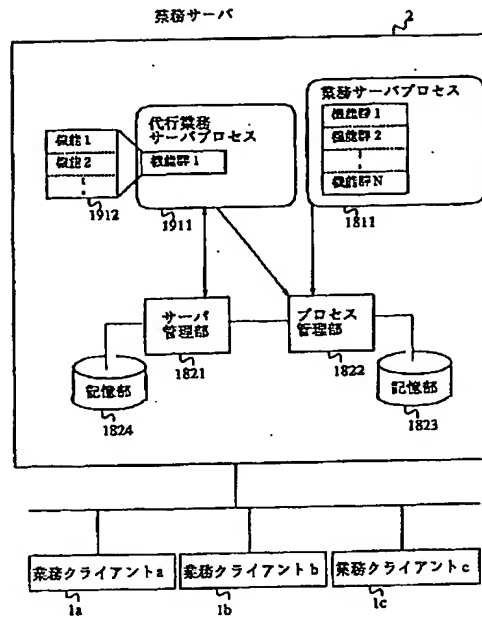 業務サーバ
2
代行業務
サーバプロセス
機能群1
機能1
機能2
1912
1911
業務サーバプロセス
機能群1
機能群2
機能群N
1811
サーバ
管理部
1821
プロセス
管理部
1822
記憶部
1824
記憶部
1823
業務クライアントa
業務クライアントb
業務クライアントc
1a
1b
1c